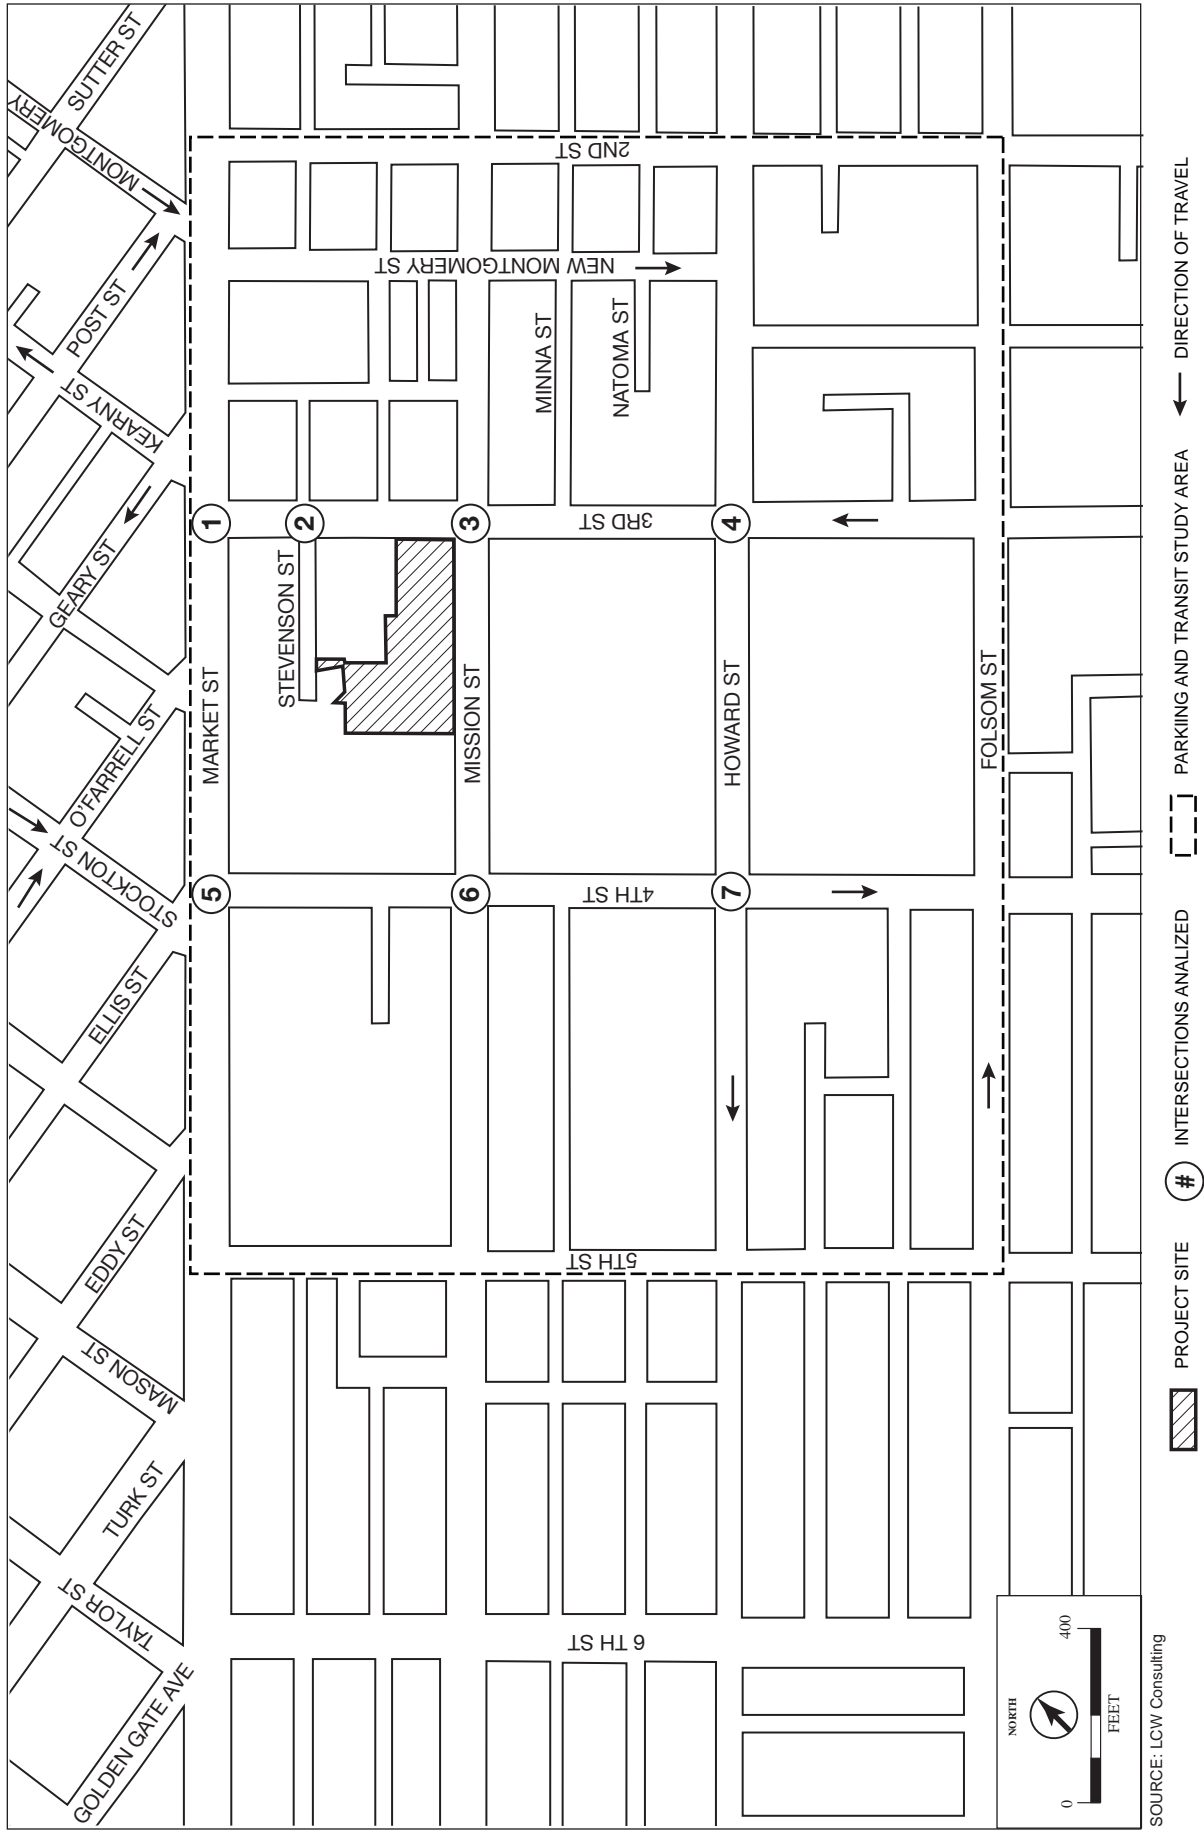 SUTTER ST
MONTGOMERY
POST ST
KEARNY ST
GEARY ST
O'FARRELL ST
STOCKTON ST
ELLIS ST
EDDY ST
MASON ST
TURK ST
TAYLOR ST
GOLDEN GATE AVE
2ND ST
NEW MONTGOMERY ST
MINNA ST
NATOMA ST
1
2
3
4
3RD ST
STEVENSON ST
MARKET ST
MISSION ST
HOWARD ST
FOLSOM ST
5
6
7
4TH ST
5TH ST
6 TH ST
NORTH
0
400
FEET
SOURCE: LCW Consulting
PROJECT SITE
# INTERSECTIONS ANALIZED
PARKIING AND TRANSIT STUDY AREA
DIRECTION OF TRAVEL